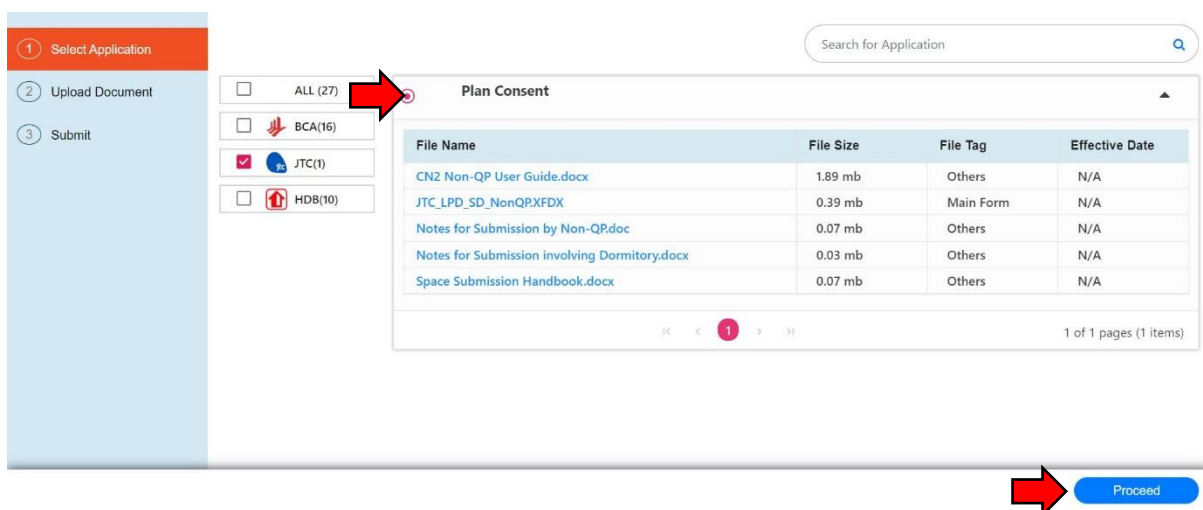 1 Select Application
2 Upload Document
3 Submit
Search for Application
ALL (27)
BCA(16)
jtc JTC(1)
HDB(10)
Plan Consent
File Name File Size File Tag Effective Date
CN2 Non-QP User Guide.docx 1.89 mb Others N/A
JTC_LPD_SD_NonQP.XFDX 0.39 mb Main Form N/A
Notes for Submission by Non-QP.doc 0.07 mb Others N/A
Notes for Submission involving Dormitory.docx 0.03 mb Others N/A
Space Submission Handbook.docx 0.07 mb Others N/A
1
1 of 1 pages (1 items)
Proceed